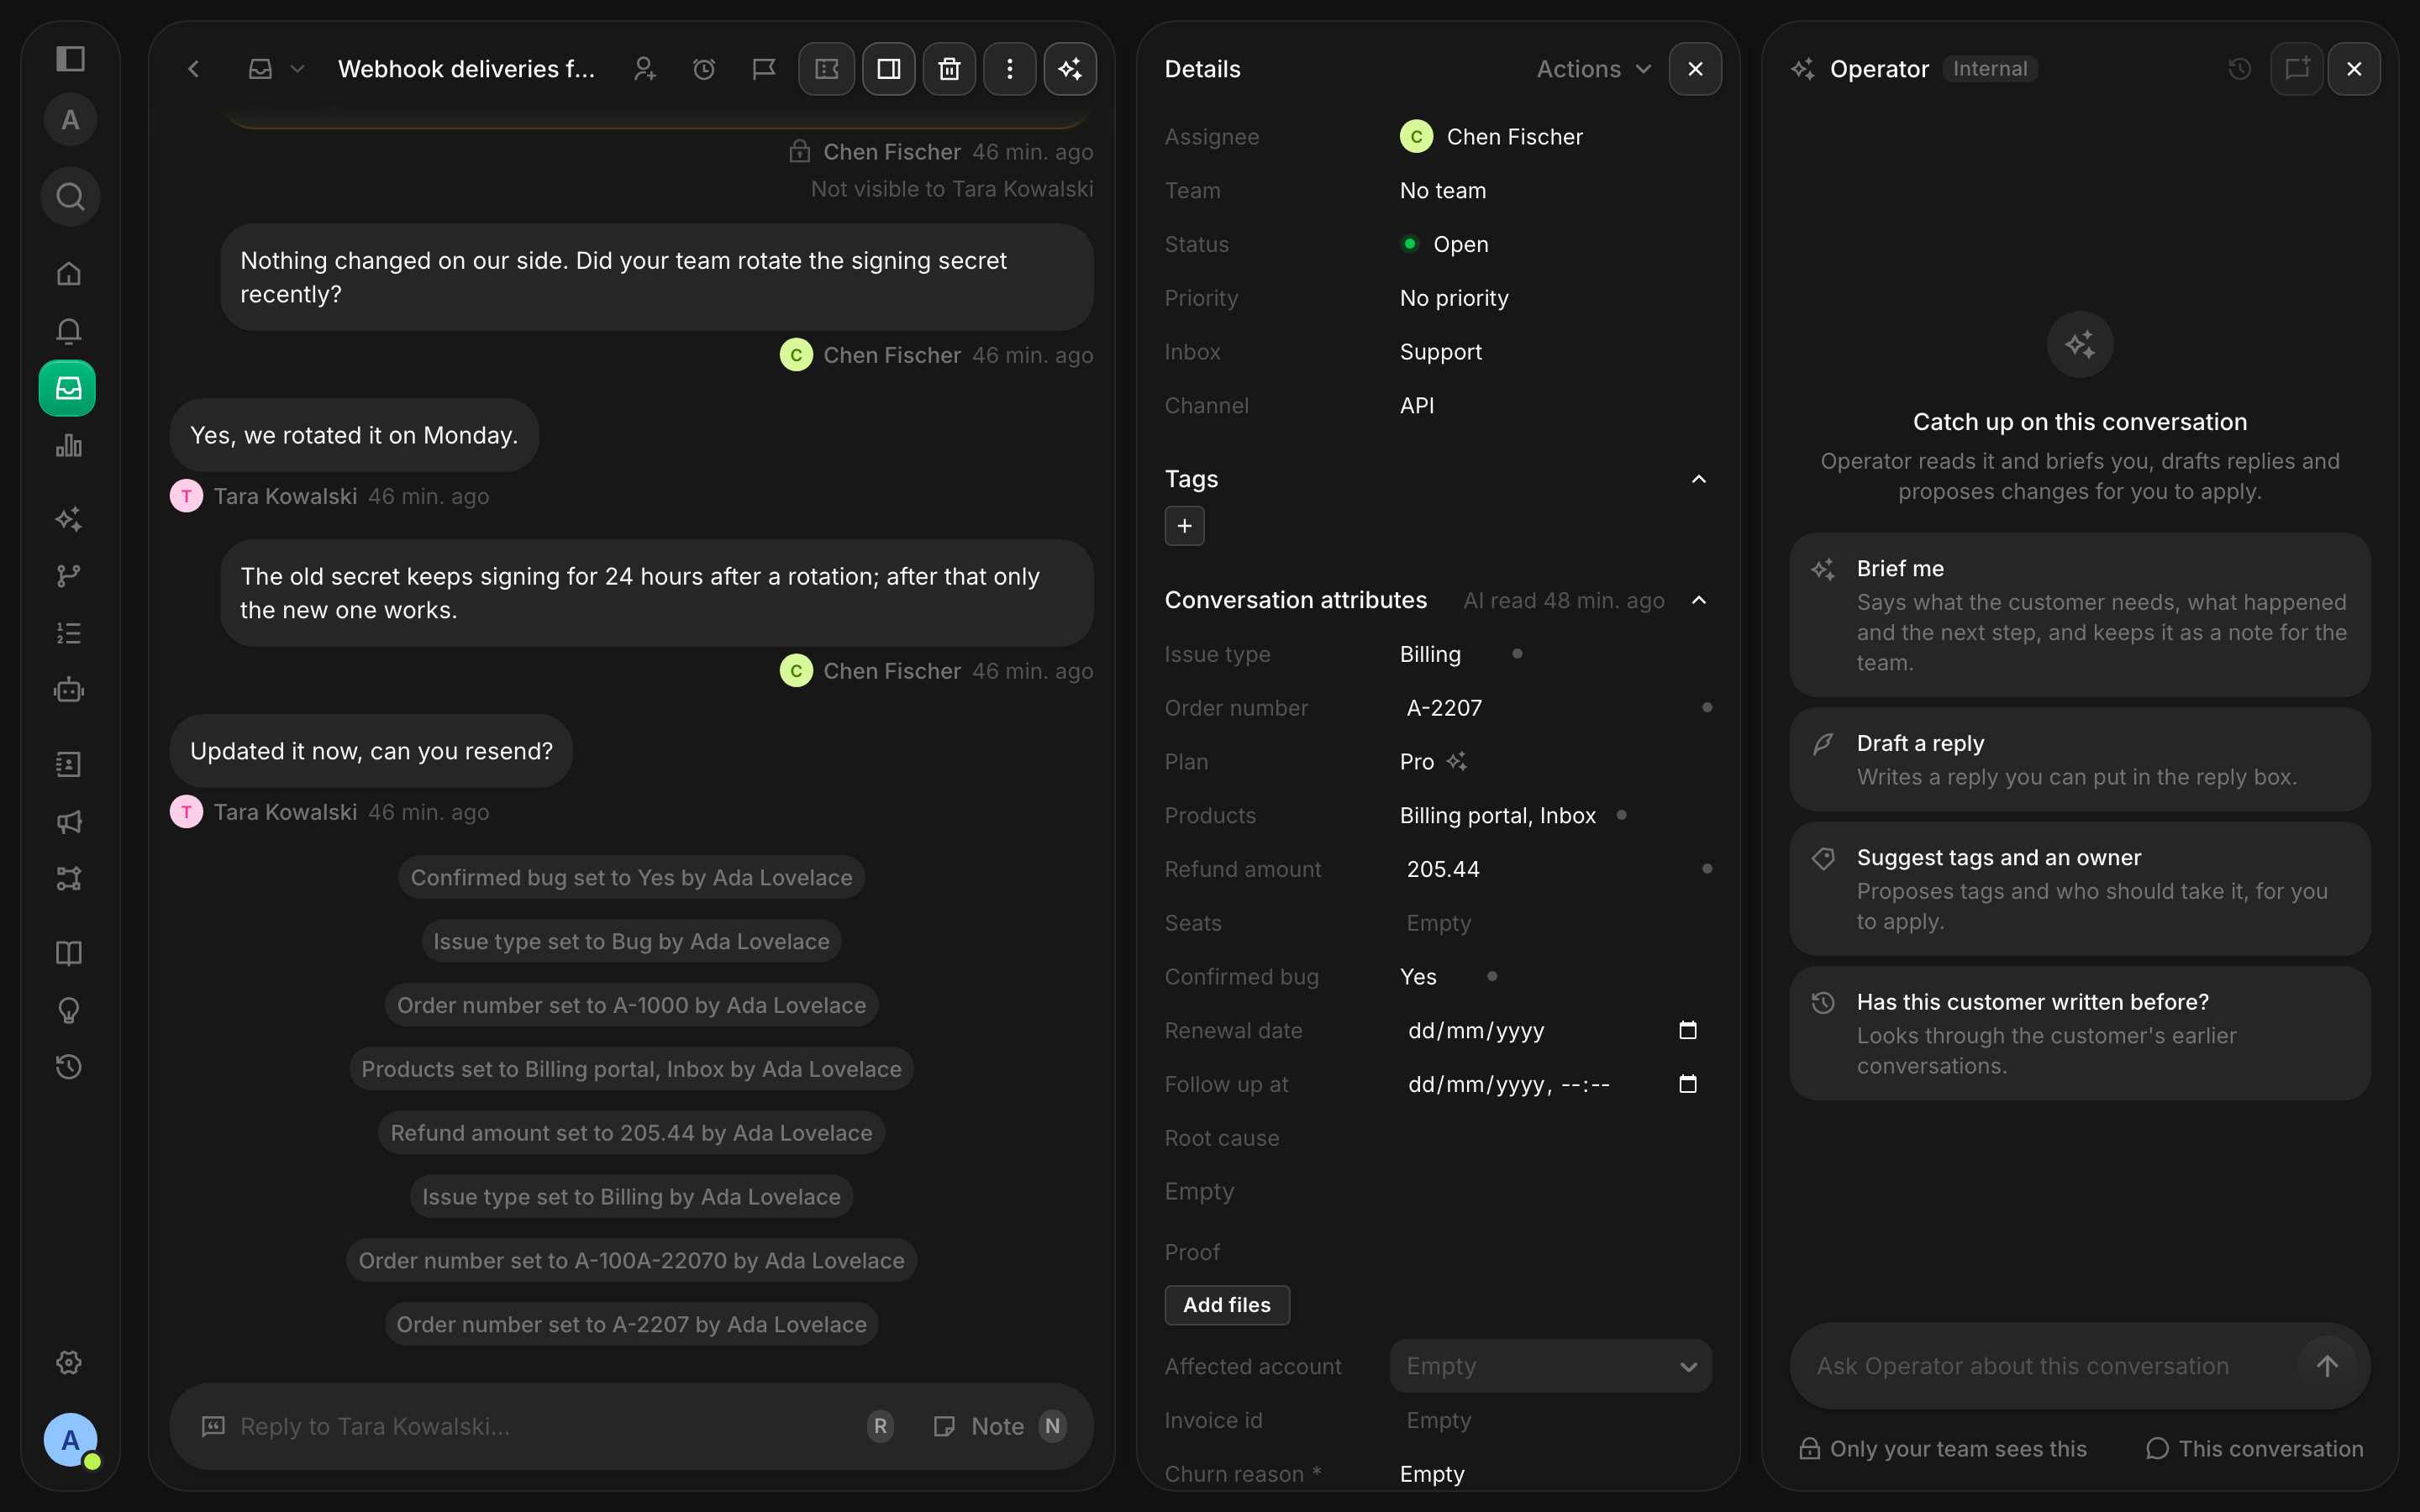 A
A
Webhook deliveries f...
Chen Fischer 46 min. ago
Not visible to Tara Kowalski
Nothing changed on our side. Did your team rotate the signing secret
recently?
C Chen Fischer 46 min. ago
Yes, we rotated it on Monday.
T Tara Kowalski 46 min. ago
The old secret keeps signing for 24 hours after a rotation; after that only
the new one works.
C Chen Fischer 46 min. ago
Updated it now, can you resend?
T Tara Kowalski 46 min. ago
Confirmed bug set to Yes by Ada Lovelace
Issue type set to Bug by Ada Lovelace
Order number set to A-1000 by Ada Lovelace
Products set to Billing portal, Inbox by Ada Lovelace
Refund amount set to 205.44 by Ada Lovelace
Issue type set to Billing by Ada Lovelace
Order number set to A-100A-22070 by Ada Lovelace
Order number set to A-2207 by Ada Lovelace
Reply to Tara Kowalski... R Note N
Details Actions
Assignee C Chen Fischer
Team No team
Status Open
Priority No priority
Inbox Support
Channel API
Tags
Conversation attributes AI read 48 min. ago
Issue type Billing
Order number A-2207
Plan Pro
Products Billing portal, Inbox
Refund amount 205.44
Seats Empty
Confirmed bug Yes
Renewal date dd/mm/yyyy
Follow up at dd/mm/yyyy, --:--
Root cause
Empty
Proof
Add files
Affected account Empty
Invoice id Empty
Churn reason * Empty
Operator Internal
Catch up on this conversation
Operator reads it and briefs you, drafts replies and
proposes changes for you to apply.
Brief me
Says what the customer needs, what happened
and the next step, and keeps it as a note for the
team.
Draft a reply
Writes a reply you can put in the reply box.
Suggest tags and an owner
Proposes tags and who should take it, for you
to apply.
Has this customer written before?
Looks through the customer's earlier
conversations.
Ask Operator about this conversation
Only your team sees this This conversation